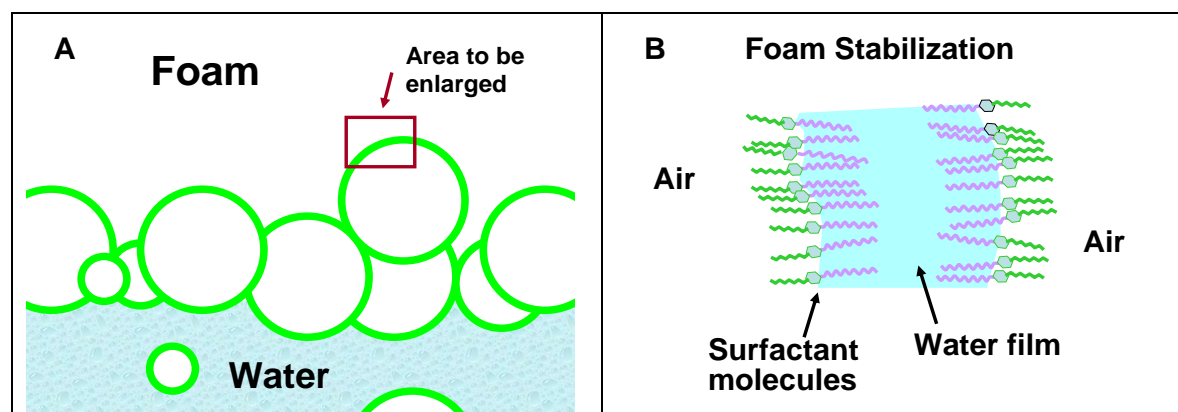 A
Foam
Area to be
enlarged
Water
B
Foam Stabilization
Air
Air
Surfactant
molecules
Water film